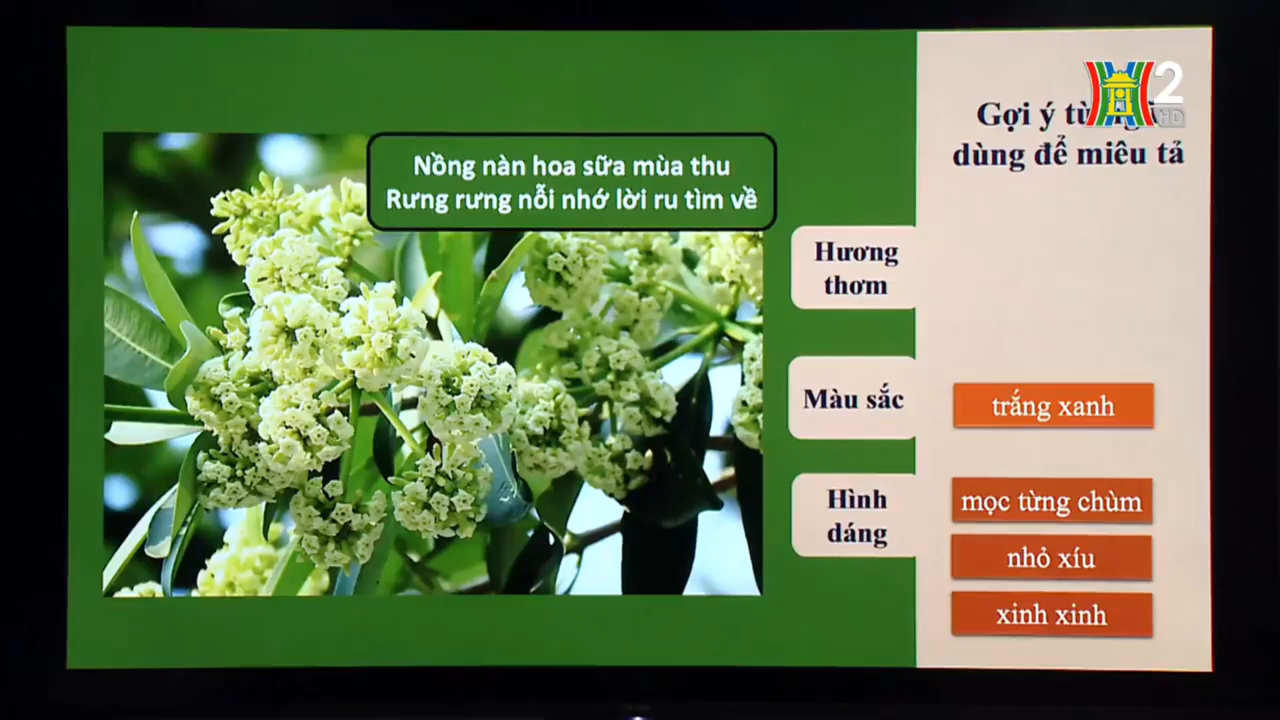 2
HD
Gợi ý từ
dùng để miêu tả
Nồng nàn hoa sữa mùa thu
Rưng rưng nỗi nhớ lời ru tìm về
Hương
thơm
Màu sắc
trắng xanh
Hình
dáng
mọc từng chùm
nhỏ xíu
xinh xinh